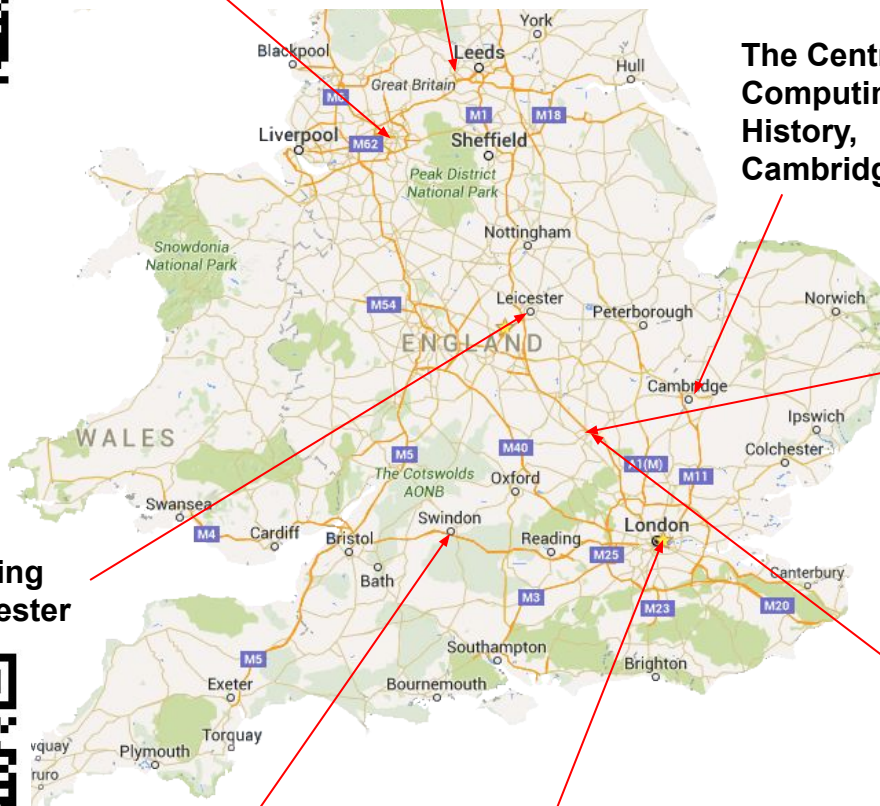 York
Blackpool
Leeds
Hull
Great Britain
M6
M1
M18
The Centr
Computin
History,
Cambridg
Liverpool
M62
Sheffield
Peak District
National Park
Snowdonia
National Park
Nottingham
M54
Leicester
Peterborough
Norwich
ENGLAND
Cambridge
Ipswich
WALES
M5
M40
Colchester
A1(M)
M11
The Cotswolds
AONB
Oxford
Swansea
M4
Cardiff
Bristol
Swindon
Reading
London
M25
Bath
Canterbury
ing
ester
M3
M23
M20
Southampton
M5
Brighton
Exeter
Bournemouth
Torquay
wquay
Plymouth
ruro